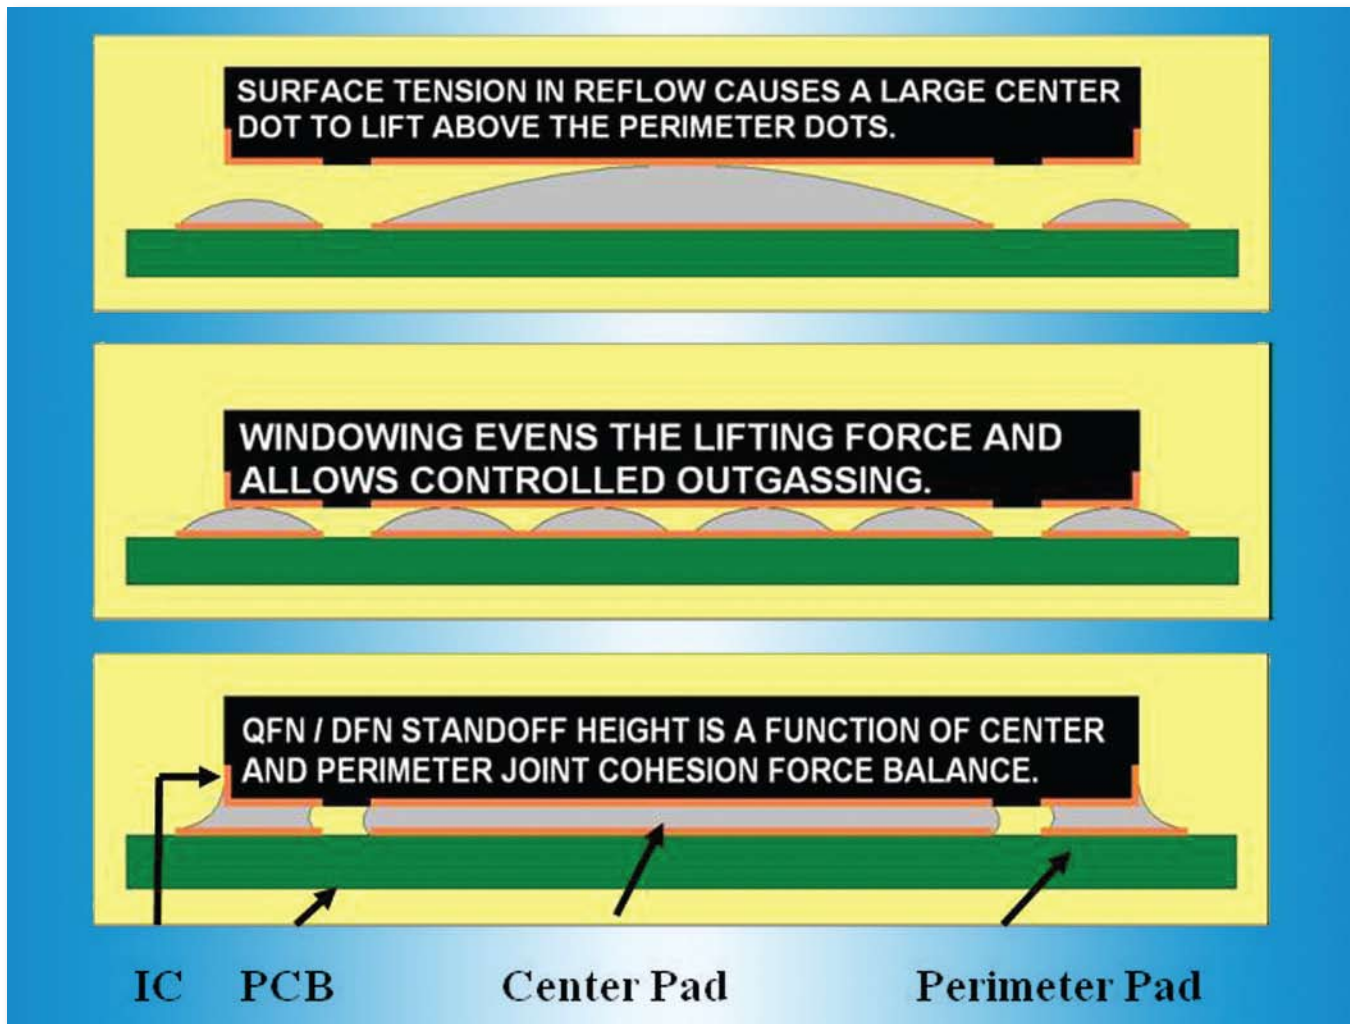 SURFACE TENSION IN REFLOW CAUSES A LARGE CENTER
DOT TO LIFT ABOVE THE PERIMETER DOTS.
WINDOWING EVENS THE LIFTING FORCE AND
ALLOWS CONTROLLED OUTGASSING.
QFN / DFN STANDOFF HEIGHT IS A FUNCTION OF CENTER
AND PERIMETER JOINT COHESION FORCE BALANCE.
IC PCB Center Pad Perimeter Pad